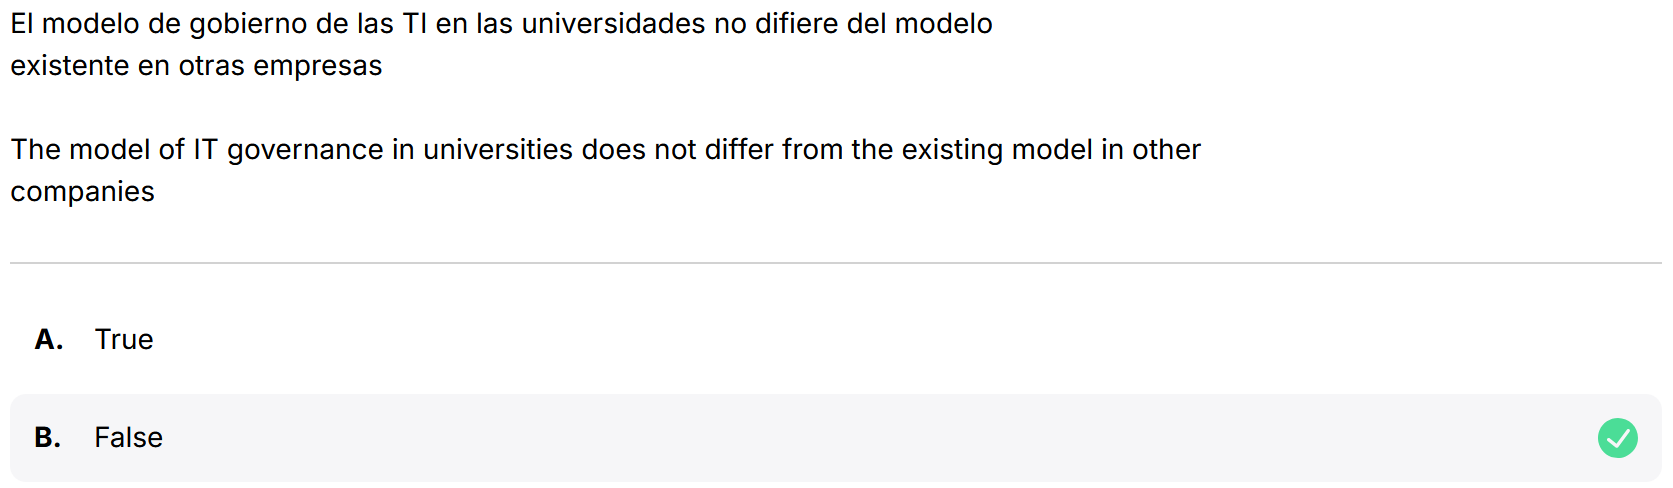 El modelo de gobierno de las TI en las universidades no difiere del modelo
existente en otras empresas
The model of IT governance in universities does not differ from the existing model in other
companies
A. True
B. False